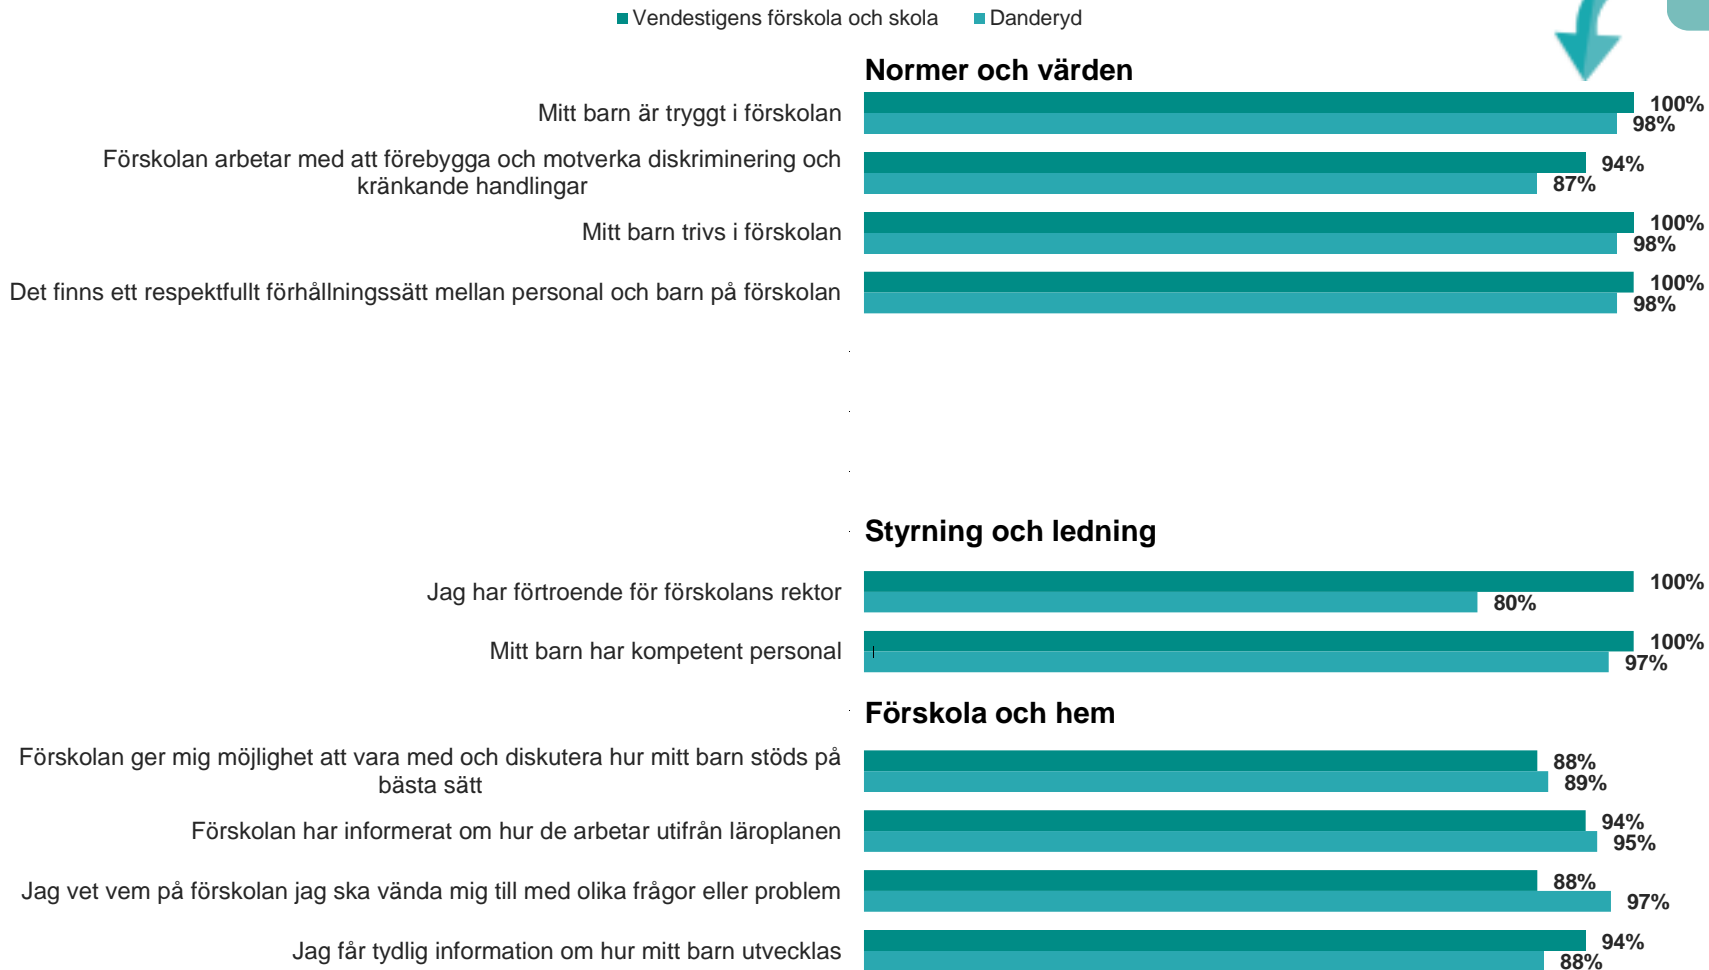 Vendestigens förskola och skola
Danderyd
Normer och värden
Mitt barn är tryggt i förskolan
100%
98%
Förskolan arbetar med att förebygga och motverka diskriminering och
kränkande handlingar
94%
87%
Mitt barn trivs i förskolan
100%
98%
Det finns ett respektfullt förhållningssätt mellan personal och barn på förskolan
100%
98%
Styrning och ledning
Jag har förtroende för förskolans rektor
100%
80%
Mitt barn har kompetent personal
100%
97%
Förskola och hem
Förskolan ger mig möjlighet att vara med och diskutera hur mitt barn stöds på
bästa sätt
88%
89%
Förskolan har informerat om hur de arbetar utifrån läroplanen
94%
95%
Jag vet vem på förskolan jag ska vända mig till med olika frågor eller problem
88%
97%
Jag får tydlig information om hur mitt barn utvecklas
94%
88%